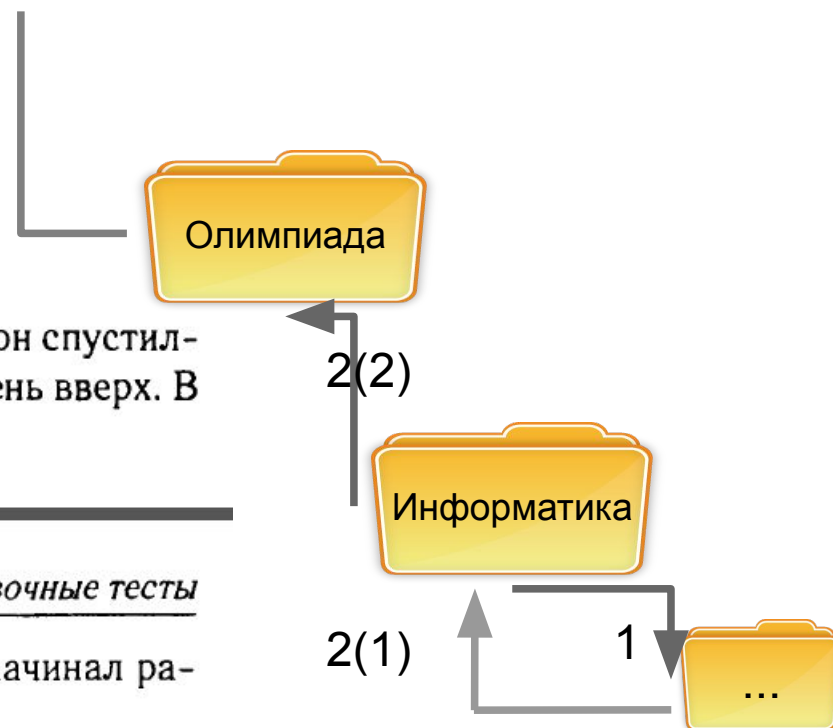 Олимпиада
он спустил-
ень вверх. В
2(2)
Информатика
вочные тесты
2(1)
1
ачинал ра-
...